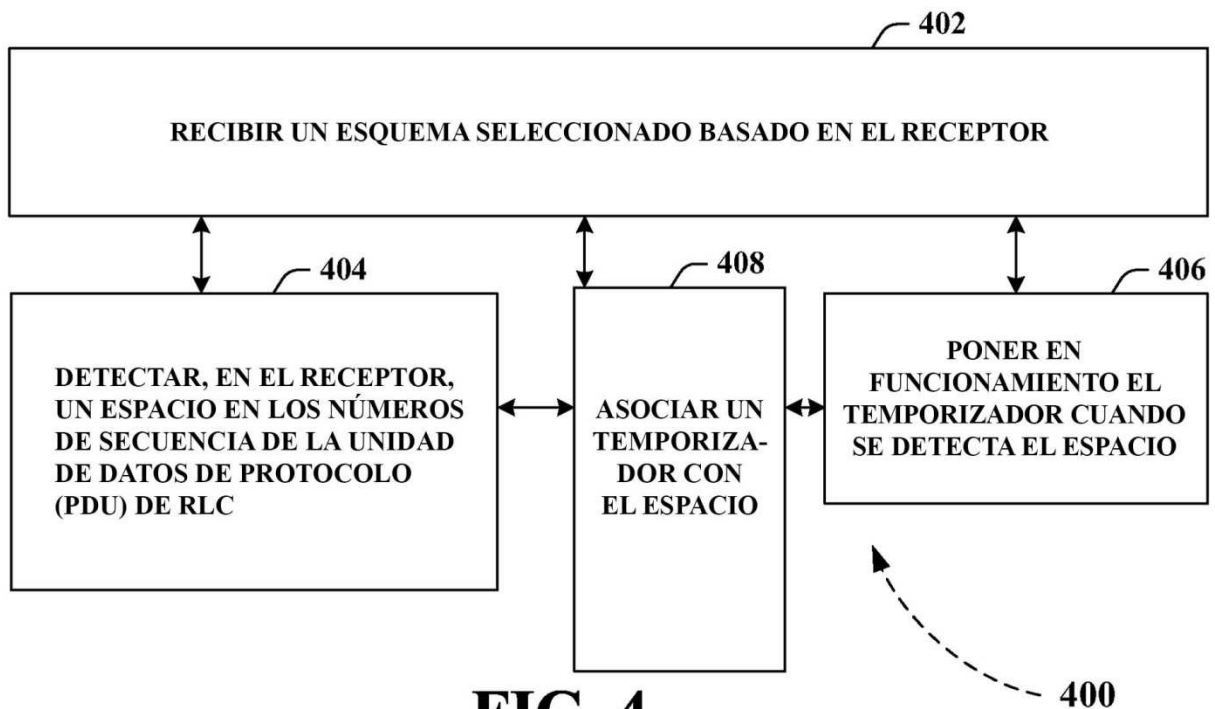 402
RECIBIR UN ESQUEMA SELECCIONADO BASADO EN EL RECEPTOR
404
DETECTAR, EN EL RECEPTOR,
UN ESPACIO EN LOS NÚMEROS
DE SECUENCIA DE LA UNIDAD
DE DATOS DE PROTOCOLO
(PDU) DE RLC
408
ASOCIAR UN
TEMPORIZA-
DOR CON
EL ESPACIO
406
PONER EN
FUNCIONAMIENTO EL
TEMPORIZADOR CUANDO
SE DETECTA EL ESPACIO
400
FIG. 4